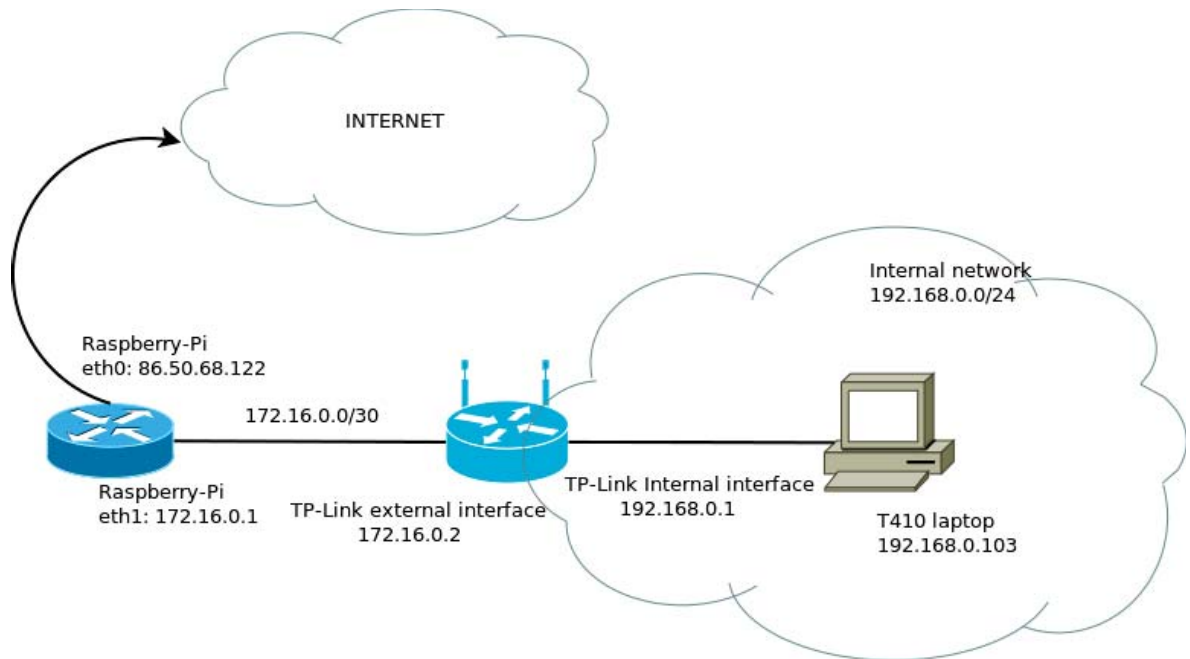 INTERNET
Internal network
192.168.0.0/24
Raspberry-Pi
eth0: 86.50.68.122
172.16.0.0/30
Raspberry-Pi
eth1: 172.16.0.1
TP-Link external interface
172.16.0.2
TP-Link Internal interface
192.168.0.1
T410 laptop
192.168.0.103